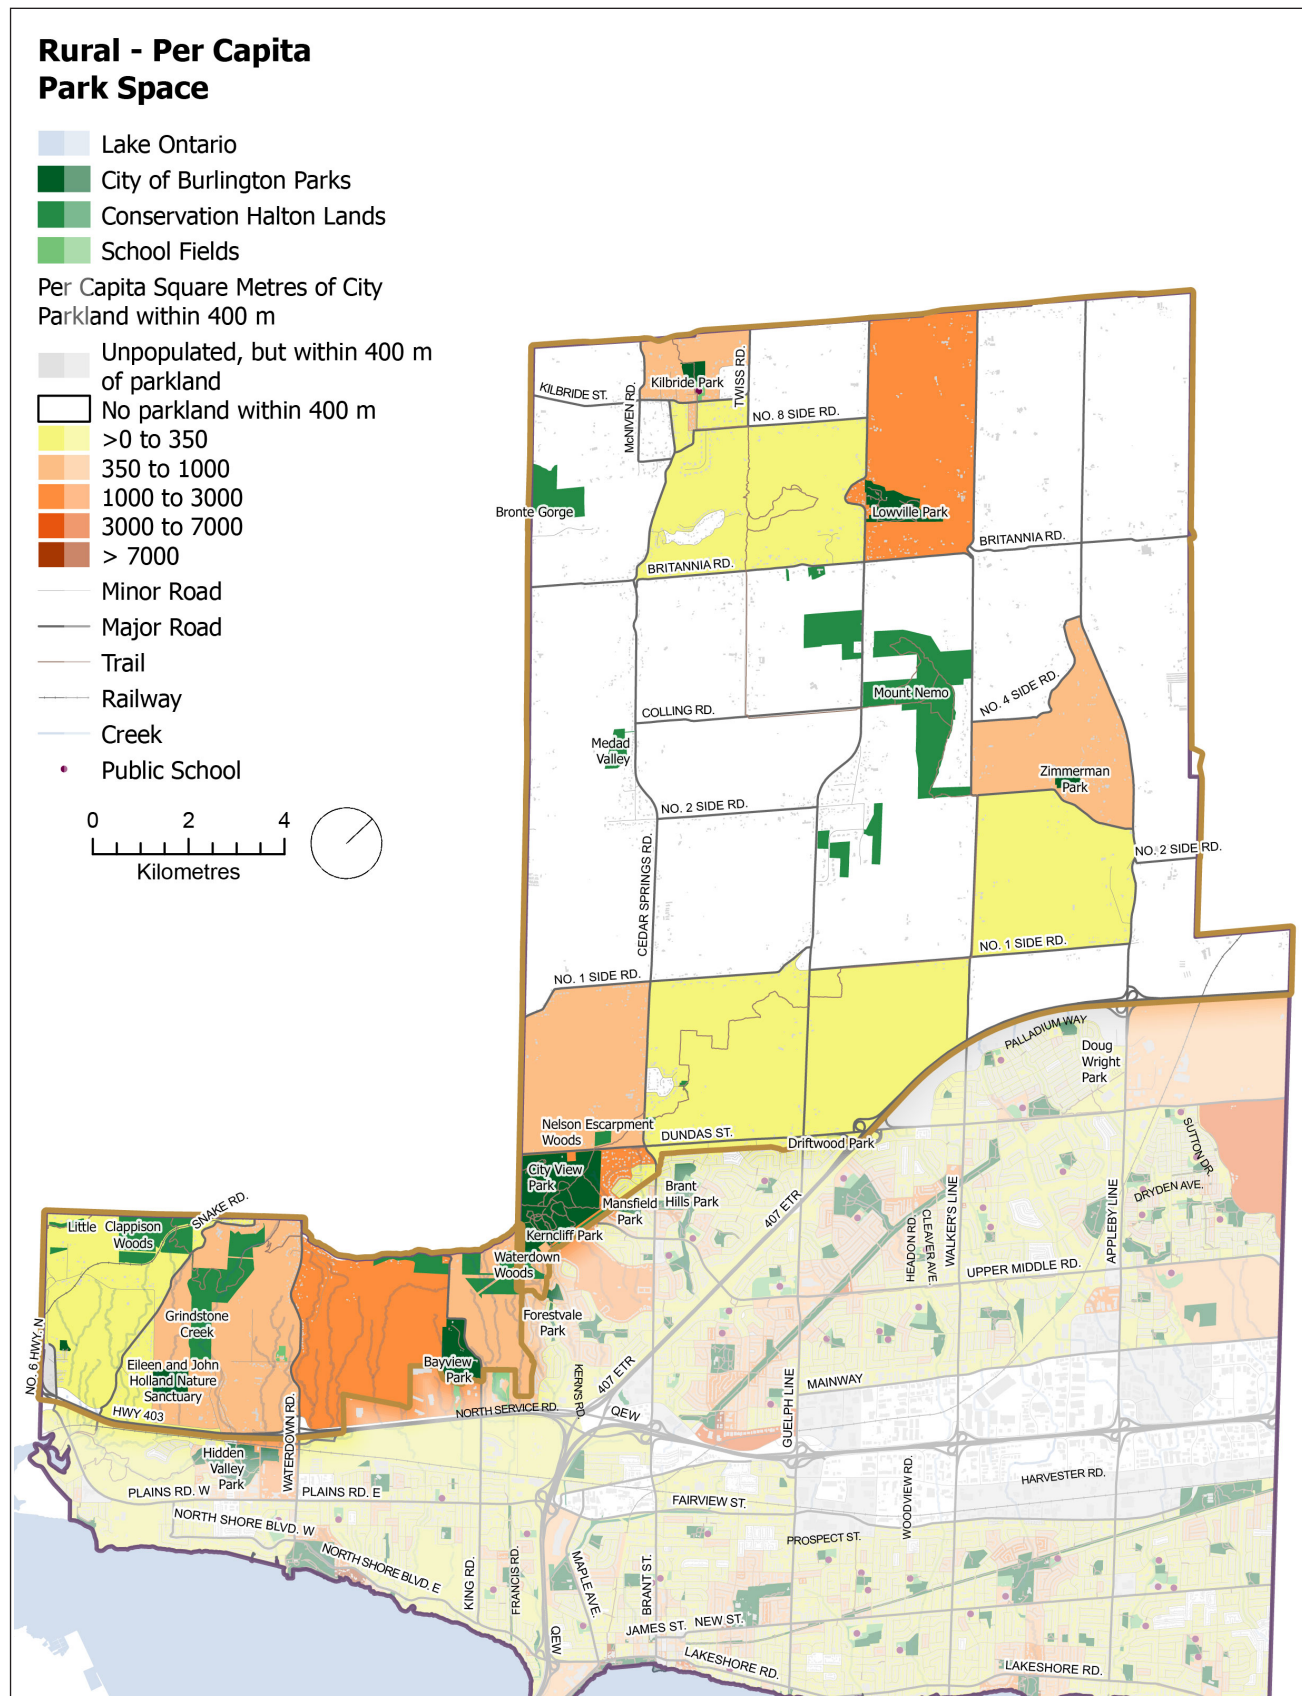 Rural - Per Capita
Park Space
Lake Ontario
City of Burlington Parks
Conservation Halton Lands
School Fields
Per Capita Square Metres of City
Parkland within 400 m
Unpopulated, but within 400 m
of parkland
No parkland within 400 m
>0 to 350
350 to 1000
1000 to 3000
3000 to 7000
> 7000
Minor Road
Major Road
Trail
Railway
Creek
Public School
0 2 4
Kilometres
KILBRIDE ST.
McNIVEN RD.
Kilbride Park
TWISS RD.
NO. 8 SIDE RD.
Bronte Gorge
Lowville Park
BRITANNIA RD.
BRITANNIA RD.
Mount Nemo
NO. 4 SIDE RD.
COLLING RD.
Medad
Valley
Zimmerman
Park
NO. 2 SIDE RD.
NO. 2 SIDE RD.
CEDAR SPRINGS RD.
NO. 1 SIDE RD.
NO. 1 SIDE RD.
PALLADIUM WAY
Doug
Wright
Park
Nelson Escarpment
Woods
DUNDAS ST.
Driftwood Park
SUTTON DR.
DRYDEN AVE.
City View
Park
Brant
Hills Park
Mansfield
Park
407 ETR
Kerncliff Park
HEADON RD.
CLEAVER AVE.
WALKER'S LINE
APPLEBY LINE
UPPER MIDDLE RD.
SNAKE RD.
Little
Clappison
Woods
Waterdown
Woods
Grindstone
Creek
Forestvale
Park
NO. 6 HWY. N
Eileen and John
Holland Nature
Sanctuary
Bayview
Park
KERNS RD.
407 ETR
GUELPH LINE
MAINWAY
HWY 403
WATERDOWN RD.
NORTH SERVICE RD.
QEW
Hidden
Valley
Park
WOODVIEW RD.
HARVESTER RD.
PLAINS RD. W
PLAINS RD. E
FAIRVIEW ST.
NORTH SHORE BLVD. W
PROSPECT ST.
NORTH SHORE BLVD. E
KING RD.
FRANCIS RD.
MAPLE AVE.
BRANT ST.
QEW
JAMES ST.
NEW ST.
LAKESHORE RD.
LAKESHORE RD.